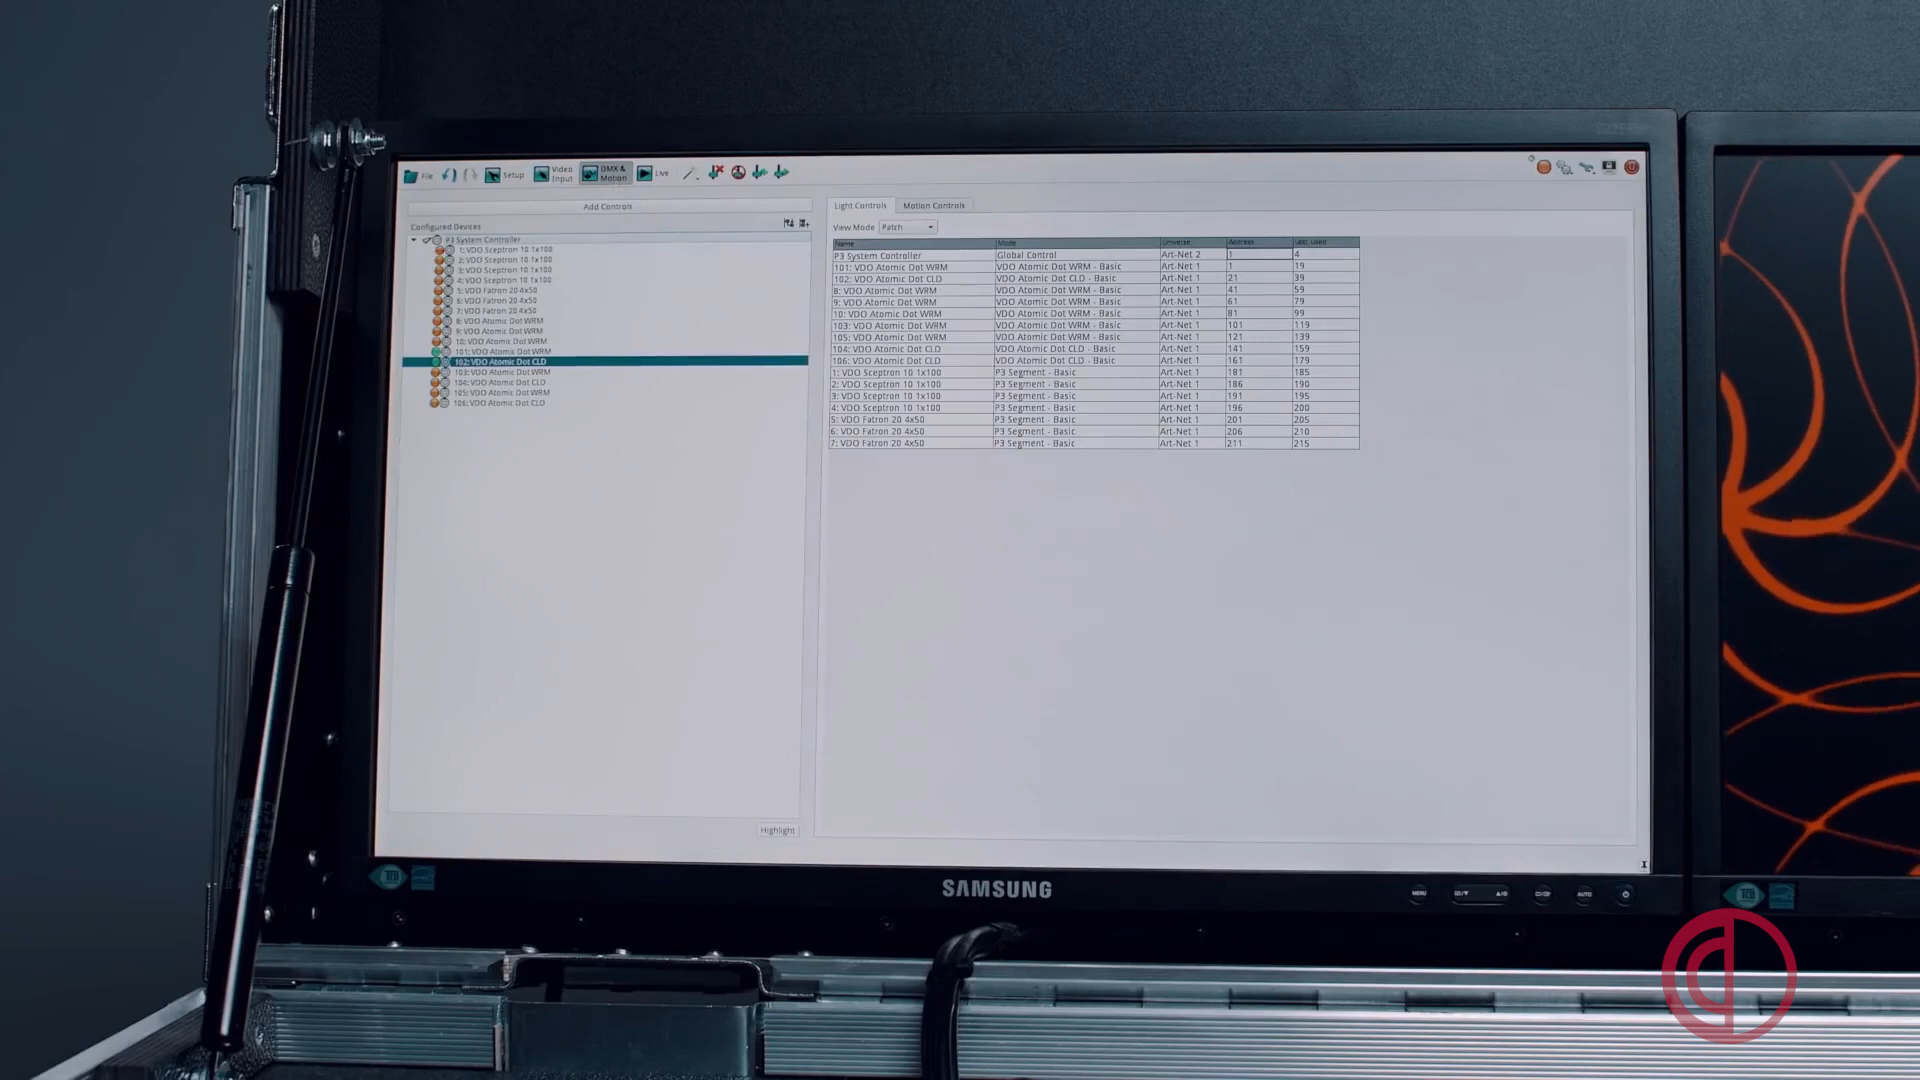 File
Setup
Video
Input
DMX &
Motion
Live
Add Controls
Configured Devices
P3 System Controller
1: VDO Sceptron 10 1x100
2: VDO Sceptron 10 1x100
3: VDO Sceptron 10 1x100
4: VDO Sceptron 10 1x100
5: VDO Fatron 20 4x50
6: VDO Fatron 20 4x50
7: VDO Fatron 20 4x50
8: VDO Atomic Dot WRM
9: VDO Atomic Dot WRM
10: VDO Atomic Dot WRM
101: VDO Atomic Dot WRM
102: VDO Atomic Dot CLD
103: VDO Atomic Dot WRM
104: VDO Atomic Dot CLD
105: VDO Atomic Dot WRM
106: VDO Atomic Dot CLD
Highlight
Light Controls Motion Controls
View Mode Patch
Name Mode Universe Address Last Used
P3 System Controller Global Control Art-Net 2 1 4
101: VDO Atomic Dot WRM VDO Atomic Dot WRM - Basic Art-Net 1 1 19
102: VDO Atomic Dot CLD VDO Atomic Dot CLD - Basic Art-Net 1 21 39
8: VDO Atomic Dot WRM VDO Atomic Dot WRM - Basic Art-Net 1 41 59
9: VDO Atomic Dot WRM VDO Atomic Dot WRM - Basic Art-Net 1 61 79
10: VDO Atomic Dot WRM VDO Atomic Dot WRM - Basic Art-Net 1 81 99
103: VDO Atomic Dot WRM VDO Atomic Dot WRM - Basic Art-Net 1 101 119
105: VDO Atomic Dot WRM VDO Atomic Dot WRM - Basic Art-Net 1 121 139
104: VDO Atomic Dot CLD VDO Atomic Dot CLD - Basic Art-Net 1 141 159
106: VDO Atomic Dot CLD VDO Atomic Dot CLD - Basic Art-Net 1 161 179
1: VDO Sceptron 10 1x100 P3 Segment - Basic Art-Net 1 181 185
2: VDO Sceptron 10 1x100 P3 Segment - Basic Art-Net 1 186 190
3: VDO Sceptron 10 1x100 P3 Segment - Basic Art-Net 1 191 195
4: VDO Sceptron 10 1x100 P3 Segment - Basic Art-Net 1 196 200
5: VDO Fatron 20 4x50 P3 Segment - Basic Art-Net 1 201 205
6: VDO Fatron 20 4x50 P3 Segment - Basic Art-Net 1 206 210
7: VDO Fatron 20 4x50 P3 Segment - Basic Art-Net 1 211 215
SAMSUNG
MENU
AUTO